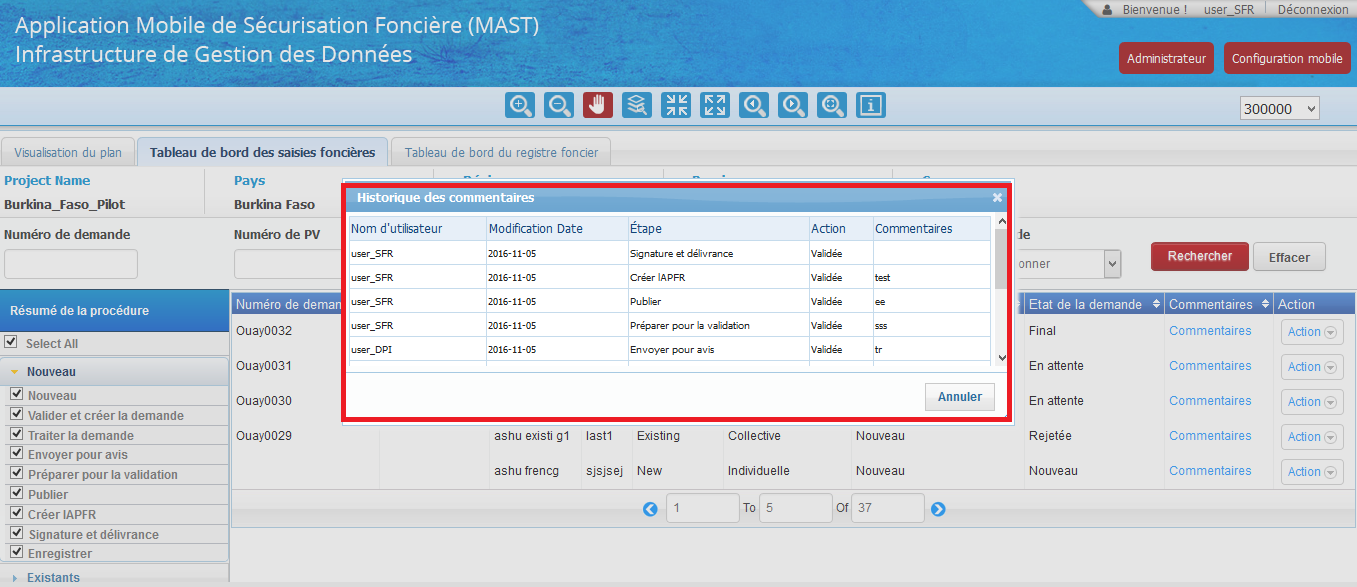 Application Mobile de Sécurisation Foncière (MAST)
Infrastructure de Gestion des Données
Bienvenue ! user_SFR Déconnexion
Administrateur Configuration mobile
300000
Visualisation du plan Tableau de bord des saisies foncières Tableau de bord du registre foncier
Project Name Pays
Burkina_Faso_Pilot Burkina Faso
Numéro de demande Numéro de PV
Rechercher Effacer
Historique des commentaires
Nom d'utilisateur Modification Date Étape Action Commentaires
user_SFR 2016-11-05 Signature et délivrance Validée
user_SFR 2016-11-05 Créer lAPFR Validée test
user_SFR 2016-11-05 Publier Validée ee
user_SFR 2016-11-05 Préparer pour la validation Validée sss
user_DPI 2016-11-05 Envoyer pour avis Validée tr
Annuler
Résumé de la procédure
Select All
Nouveau
Nouveau
Valider et créer la demande
Traiter la demande
Envoyer pour avis
Préparer pour la validation
Publier
Créer lAPFR
Signature et délivrance
Enregistrer
Existants
Numéro de deman Etat de la demande Commentaires Action
Ouay0032 Final Commentaires Action
Ouay0031 En attente Commentaires Action
Ouay0030 En attente Commentaires Action
Ouay0029 ashu existi g1 last1 Existing Collective Nouveau Rejetée Commentaires Action
ashu frencg sjsjsej New Individuelle Nouveau Nouveau Commentaires Action
1 To 5 Of 37